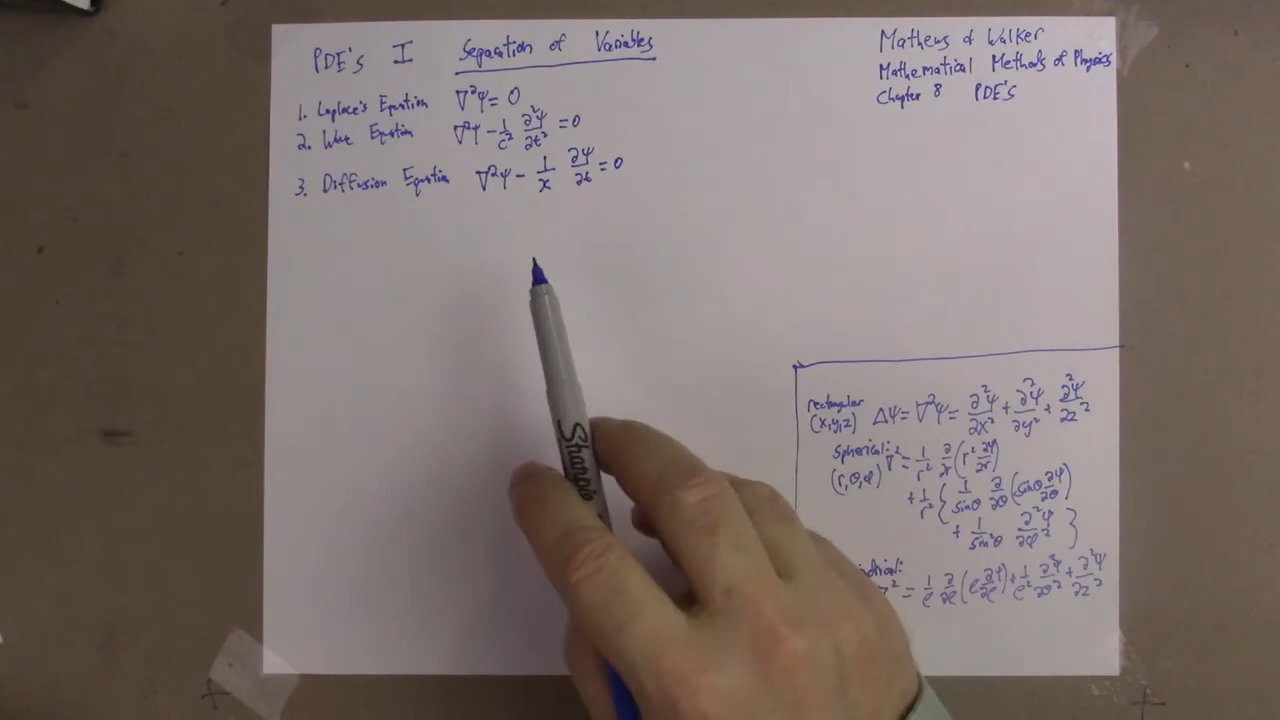 PDE's I Separation of Variables
1. Laplace's Equation ∇²ψ = 0
2. Wave Equation ∇²ψ - 1/c² ∂²ψ/∂t² = 0
3. Diffusion Equation ∇²ψ - 1/x ∂ψ/∂t = 0
Mathews & Walker
Mathematical Methods of Physics
Chapter 8 PDE'S
rectangular
(x,y,z) Δψ = ∇²ψ = ∂²ψ/∂x² + ∂²ψ/∂y² + ∂²ψ/∂z²
Spherical:
(r,θ,φ) ∇² = 1/r² ∂/∂r (r² ∂ψ/∂r)
+ 1/r² { 1/sinθ ∂/∂θ (sinθ ∂ψ/∂θ)
+ 1/sin²θ ∂²ψ/∂φ² }
² = 1/ρ ∂/∂ρ (ρ ∂ψ/∂ρ) + 1/ρ² ∂²ψ/∂θ² + ∂²ψ/∂z²
Sharpie